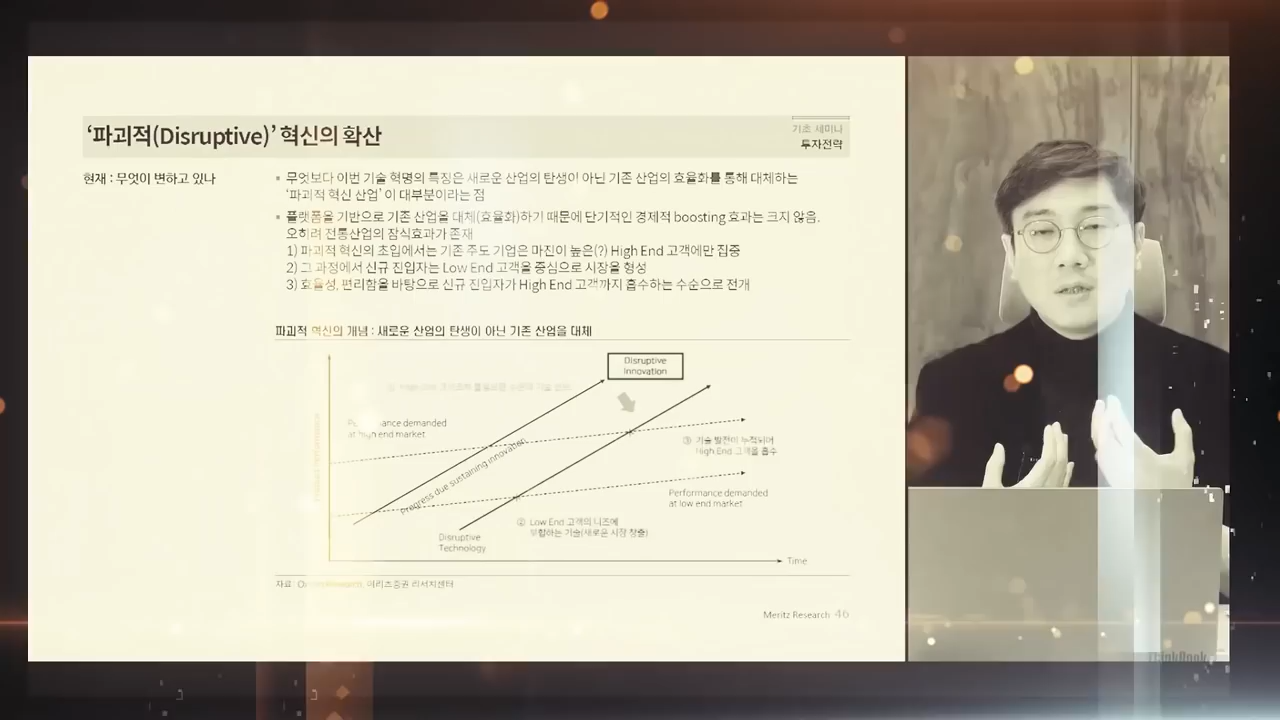 ‘파괴적(Disruptive)’ 혁신의 확산
기초 세미나
투자전략
현재 : 무엇이 변하고 있나
▪ 무엇보다 이번 기술 혁명의 특징은 새로운 산업의 탄생이 아닌 기존 산업의 효율화를 통해 대체하는
‘파괴적 혁신 산업’ 이 대부분이라는 점
▪ 플랫폼을 기반으로 기존 산업을 대체(효율화)하기 때문에 단기적인 경제적 boosting 효과는 크지 않음.
오히려 전통산업의 잠식효과가 존재
1) 파괴적 혁신의 초입에서는 기존 주도 기업은 마진이 높은(?) High End 고객에만 집중
2) 그 과정에서 신규 진입자는 Low End 고객을 중심으로 시장을 형성
3) 효율성, 편리함을 바탕으로 신규 진입자가 High End 고객까지 흡수하는 수순으로 전개
파괴적 혁신의 개념 : 새로운 산업의 탄생이 아닌 기존 산업을 대체
Disruptive
Innovation
demanded
at high end market
progress due sustaining innovation
③ 기술 발전이 누적되어
High End 고객을 흡수
Performance demanded
at low end market
② Low End 고객의 니즈에
부합하는 기술(새로운 시장 창출)
Disruptive
Technology
Time
자료: 메리츠증권 리서치센터
Meritz Research 46
ThinkBook